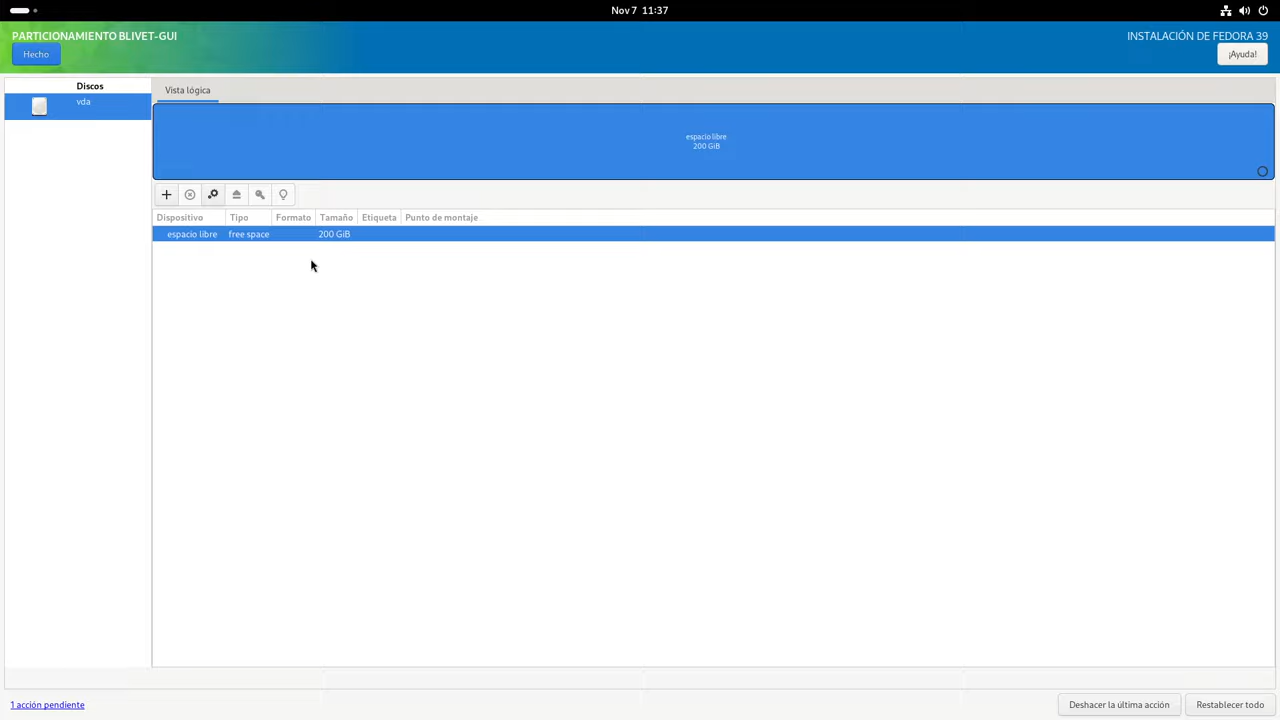 Nov 7 11:37
PARTICIONAMIENTO BLIVET-GUI
INSTALACIÓN DE FEDORA 39
Hecho
¡Ayuda!
Discos
vda
Vista lógica
espacio libre
200 GiB
Dispositivo Tipo Formato Tamaño Etiqueta Punto de montaje
espacio libre free space 200 GiB
1 acción pendiente
Deshacer la última acción
Restablecer todo